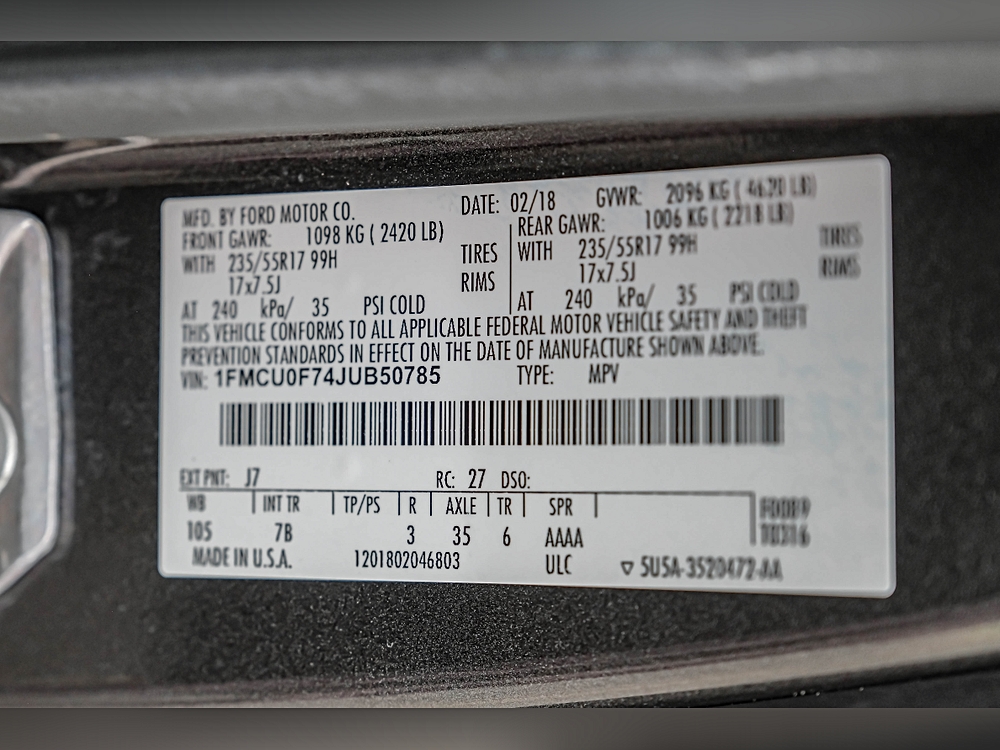 MFD. BY FORD MOTOR CO. DATE: 02/18 GVWR: 2096 KG ( 4620 LB)
FRONT GAWR: 1098 KG ( 2420 LB) REAR GAWR: 1006 KG ( 2218 LB)
WITH 235/55R17 99H TIRES WITH 235/55R17 99H TIRES
17x7.5J RIMS 17x7.5J RIMS
AT 240 kPa/ 35 PSI COLD AT 240 kPa/ 35 PSI COLD
THIS VEHICLE CONFORMS TO ALL APPLICABLE FEDERAL MOTOR VEHICLE SAFETY AND THEFT
PREVENTION STANDARDS IN EFFECT ON THE DATE OF MANUFACTURE SHOWN ABOVE.
VIN: 1FMCU0F74JUB50785 TYPE: MPV
EXT PNT: J7 RC: 27 DSO:
WB INT TR TP/PS R AXLE TR SPR
105 7B 3 35 6 AAAA
MADE IN U.S.A. 1201802046803 ULC 5U5A-3520472-AA